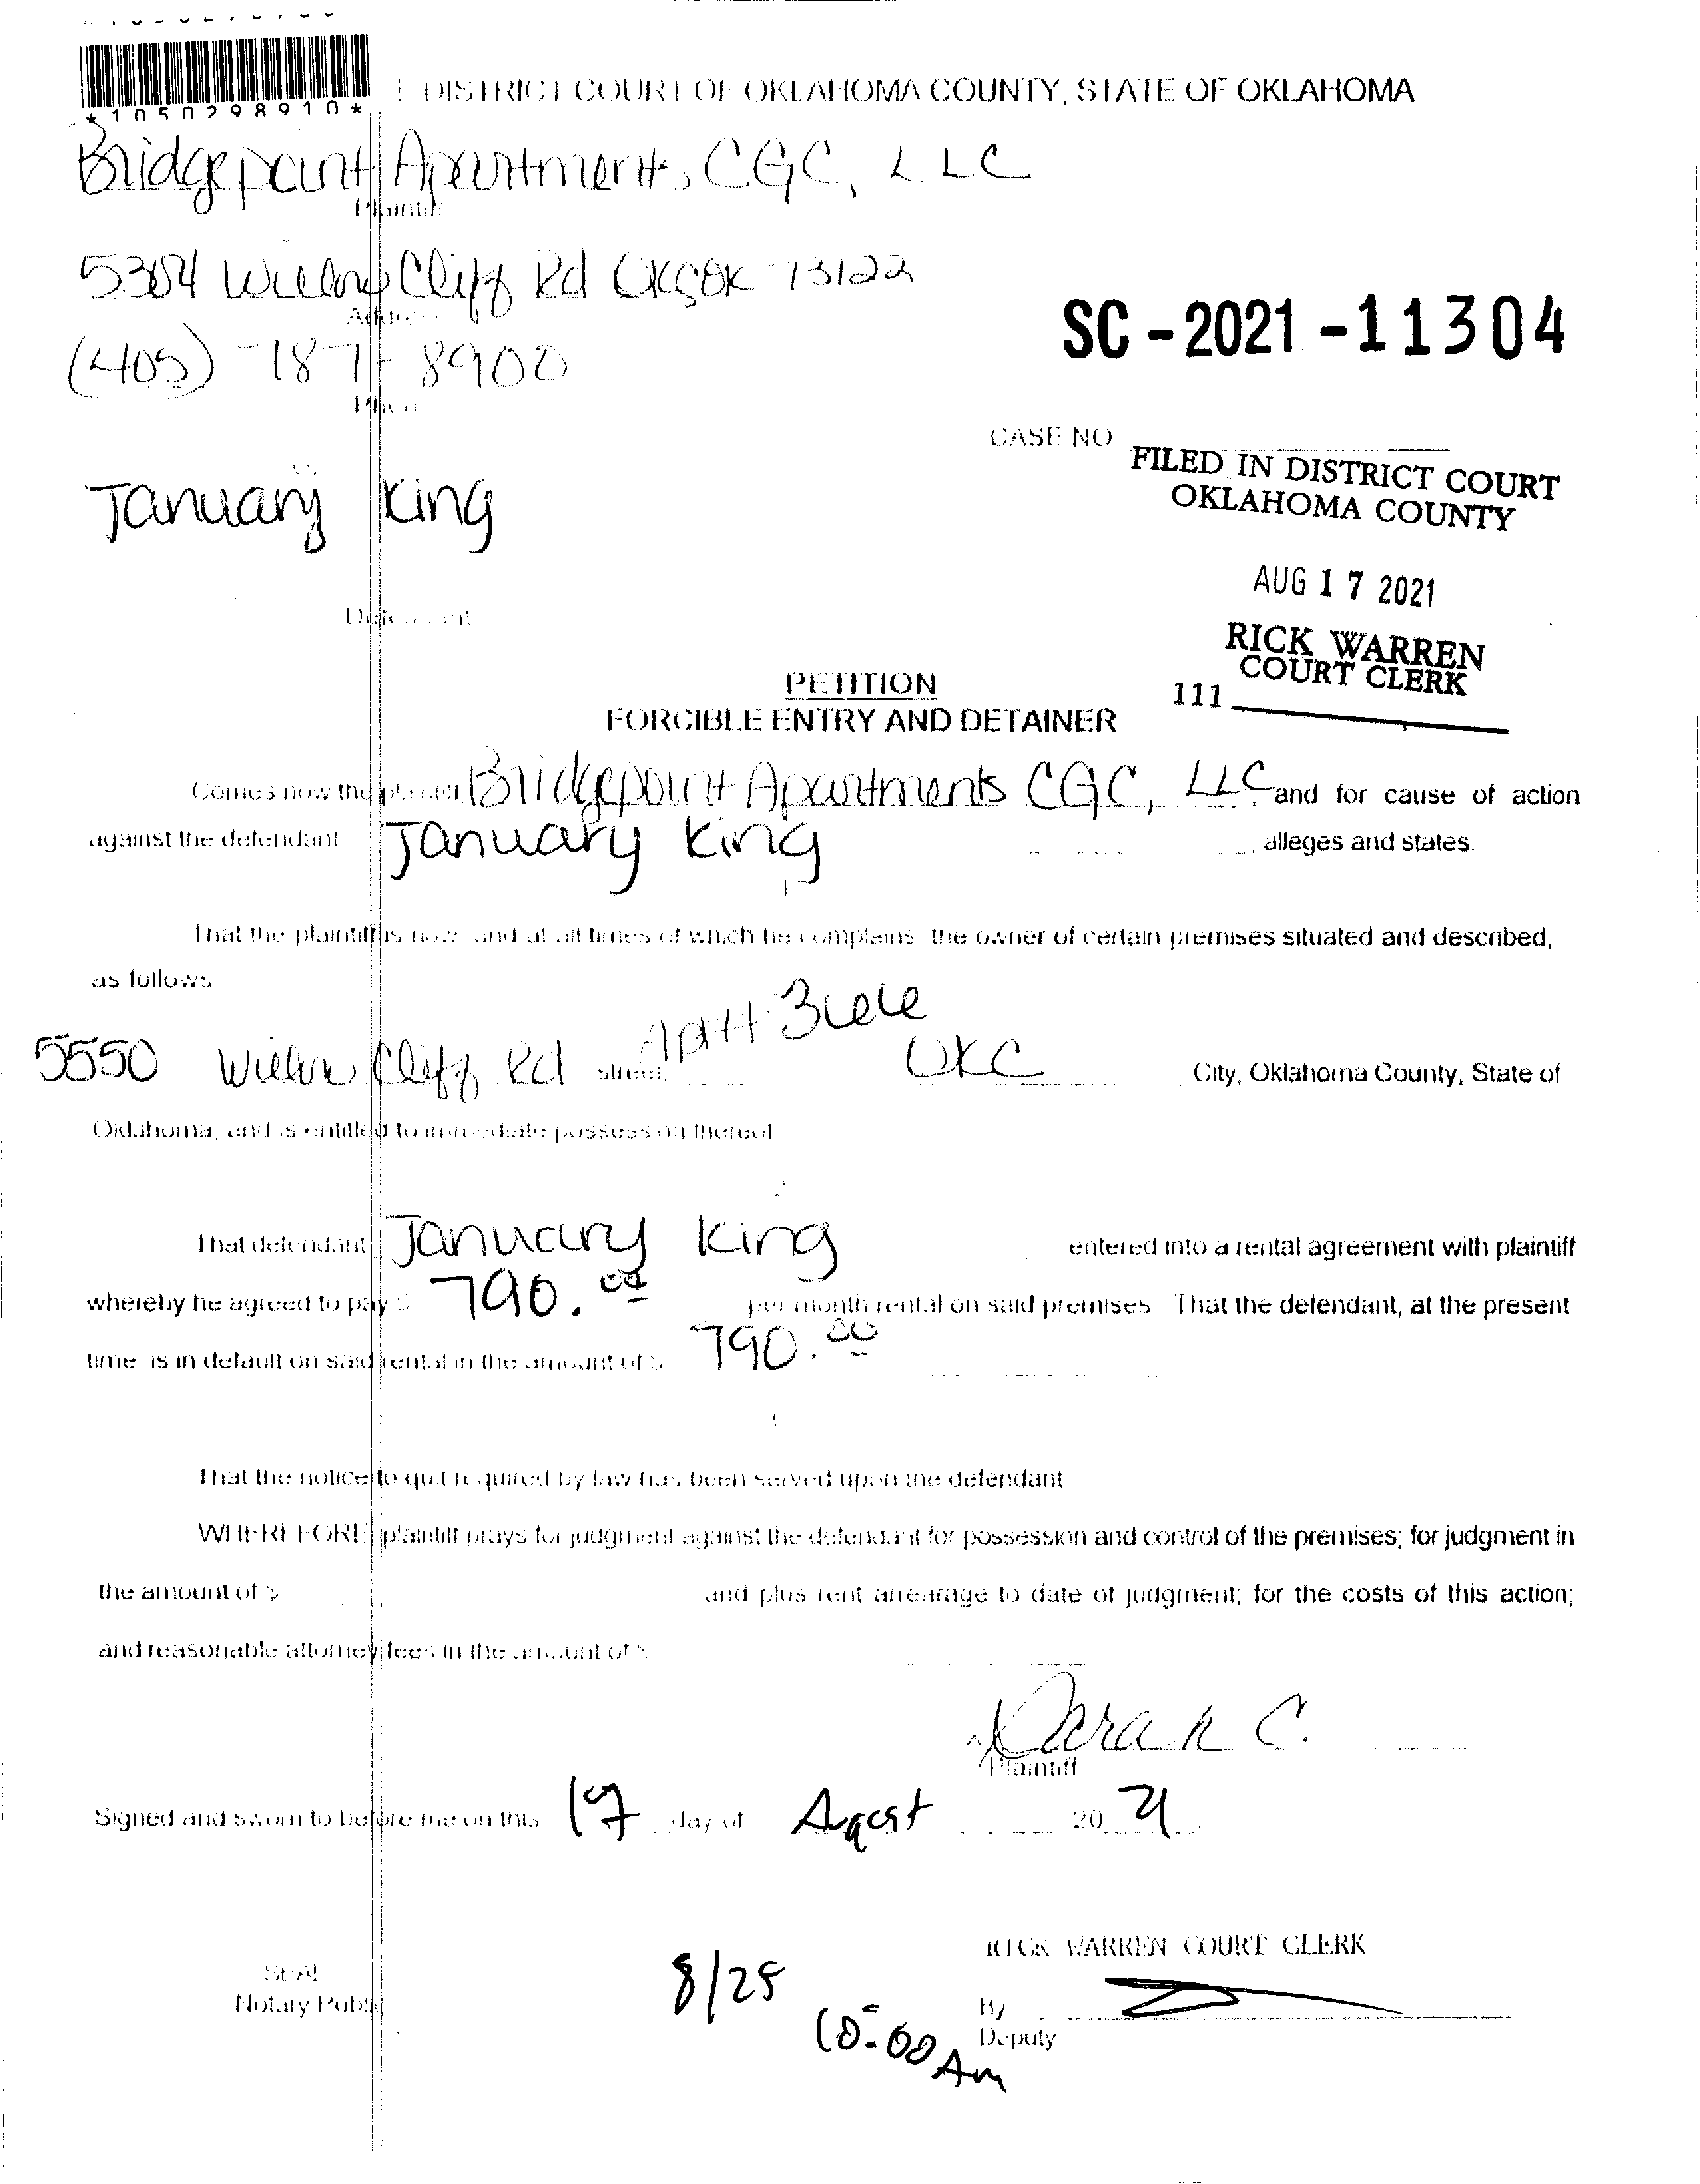 *1050298910*
DISTRICT COURT OF OKLAHOMA COUNTY, STATE OF OKLAHOMA
Bridgepoint Apartments, CGC, LLC
Plaintiff
5304 Willow Cliff Rd OKC OK 73122
Address
(405) 787-8900
Phone
SC-2021-11304
CASE NO
FILED IN DISTRICT COURT
OKLAHOMA COUNTY
January King
AUG 17 2021
Defendant
RICK WARREN
COURT CLERK
111
PETITION
FORCIBLE ENTRY AND DETAINER
Comes now the plaintiff Bridgepoint Apartments CGC, LLC and for cause of action
against the defendant January King alleges and states.
That the plaintiff is now and at all times of which he complains the owner of certain premises situated and described,
as follows
5550 Willow Cliff Rd street, Apt# OKC City, Oklahoma County, State of
Oklahoma, and is entitled to immediate possession thereof
That defendant January King entered into a rental agreement with plaintiff
whereby he agreed to pay $ 790.00 per month rental on said premises That the defendant, at the present
time is in default on said rental in the amount of $ 790.00
That the notice to quit required by law has been served upon the defendant
WHEREFORE plaintiff prays for judgment against the defendant for possession and control of the premises; for judgment in
the amount of $ and plus rent arrearage to date of judgment; for the costs of this action;
and reasonable attorney fees in the amount of $
Plaintiff
Signed and sworn to before me on this 17 day of August 20 21
RICK WARREN COURT CLERK
Seal
Notary Public
8/25
10:00 Am
By
Deputy